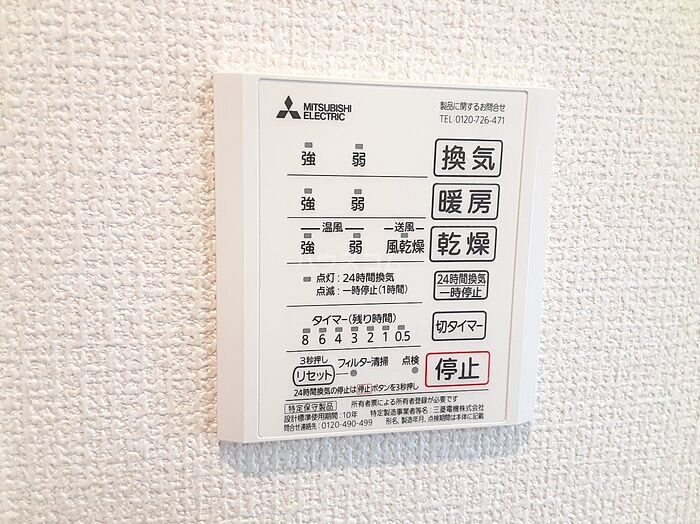 MITSUBISHI
ELECTRIC
製品に関するお問合せ
TEL:0120-726-471
強 弱 換気
強 弱 暖房
温風 送風
強 弱 風乾燥 乾燥
点灯:24時間換気
点滅:一時停止(1時間)
24時間換気
一時停止
タイマー(残り時間)
8 6 4 3 2 1 0.5
切タイマー
3秒押し
リセット フィルター清掃 点検
停止
24時間換気の停止は停止ボタンを3秒押し
特定保守製品 所有者票による所有者登録が必要です
設計標準使用期間:10年 特定製造事業者等名:三菱電機株式会社
問合せ連絡先:0120-490-499 形名、製造年月、点検期間は本体に記載